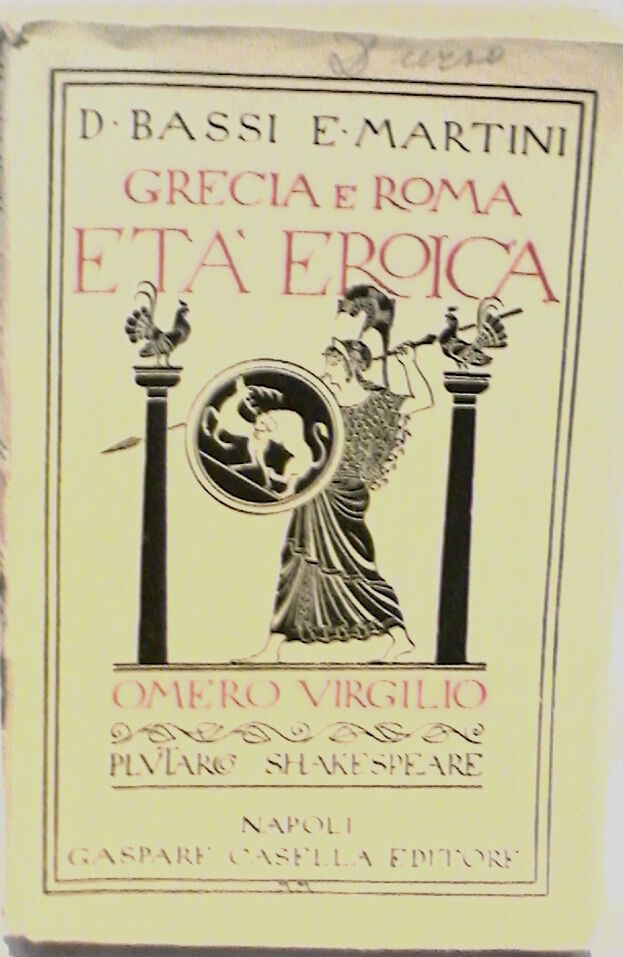 D·BASSI E·MARTINI
GRECIA E ROMA
ETA' EROICA
OMERO VIRGILIO
PLVTARCO SHAKESPEARE
NAPOLI
GASPARE CASELLA EDITORE